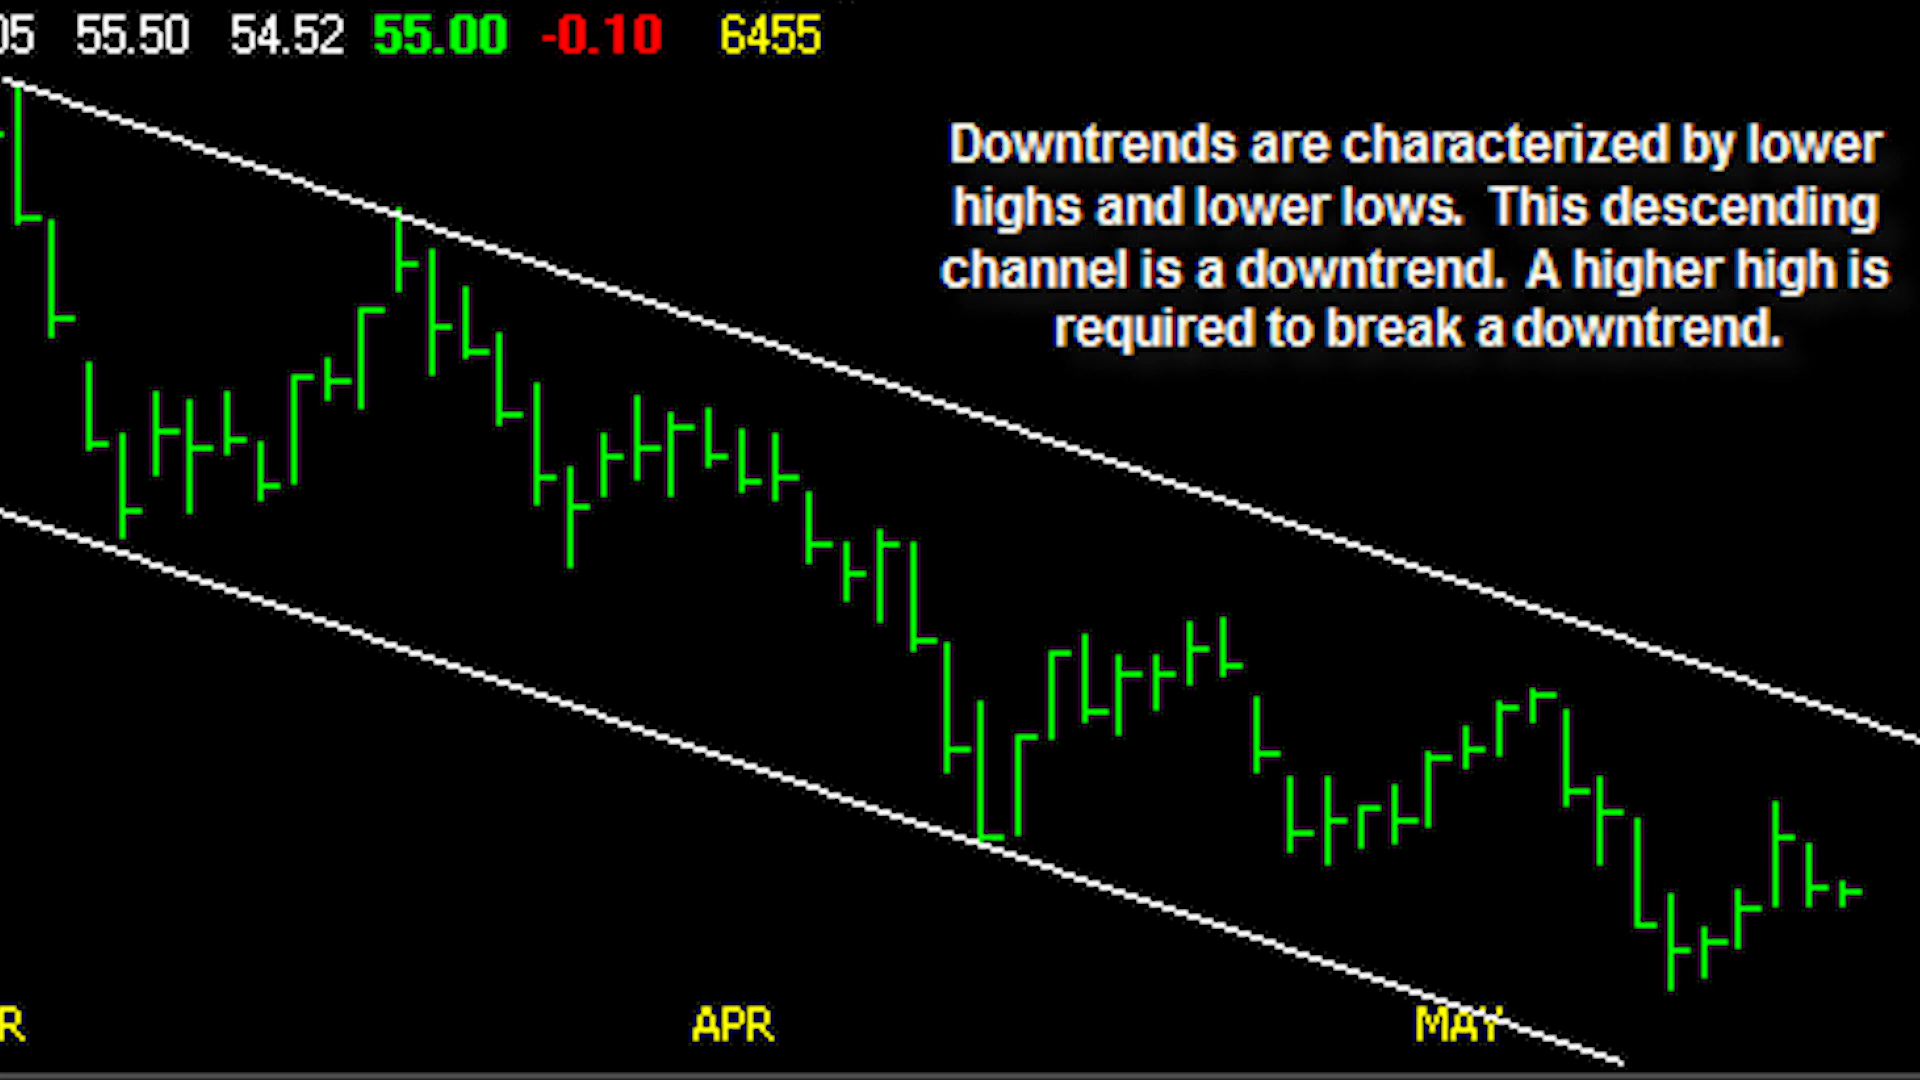 05 55.50 54.52 55.00 -0.10 6455
Downtrends are characterized by lower
highs and lower lows. This descending
channel is a downtrend. A higher high is
required to break a downtrend.
R APR MAY